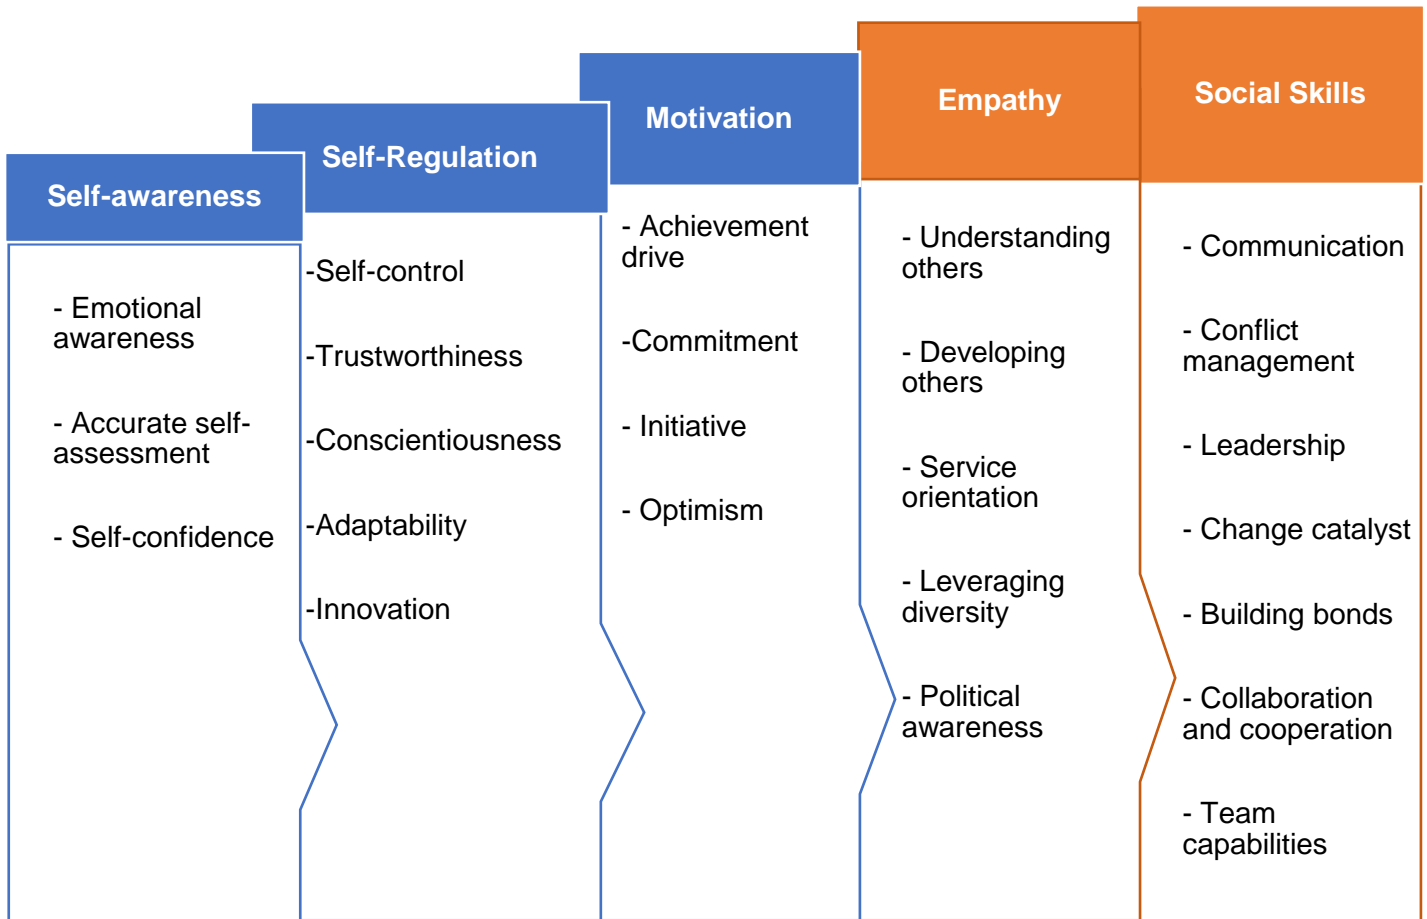 Self-awareness
- Emotional
awareness
- Accurate self-
assessment
- Self-confidence
Self-Regulation
-Self-control
-Trustworthiness
-Conscientiousness
-Adaptability
-Innovation
Motivation
- Achievement
drive
-Commitment
- Initiative
- Optimism
Empathy
- Understanding
others
- Developing
others
- Service
orientation
- Leveraging
diversity
- Political
awareness
Social Skills
- Communication
- Conflict
management
- Leadership
- Change catalyst
- Building bonds
- Collaboration
and cooperation
- Team
capabilities